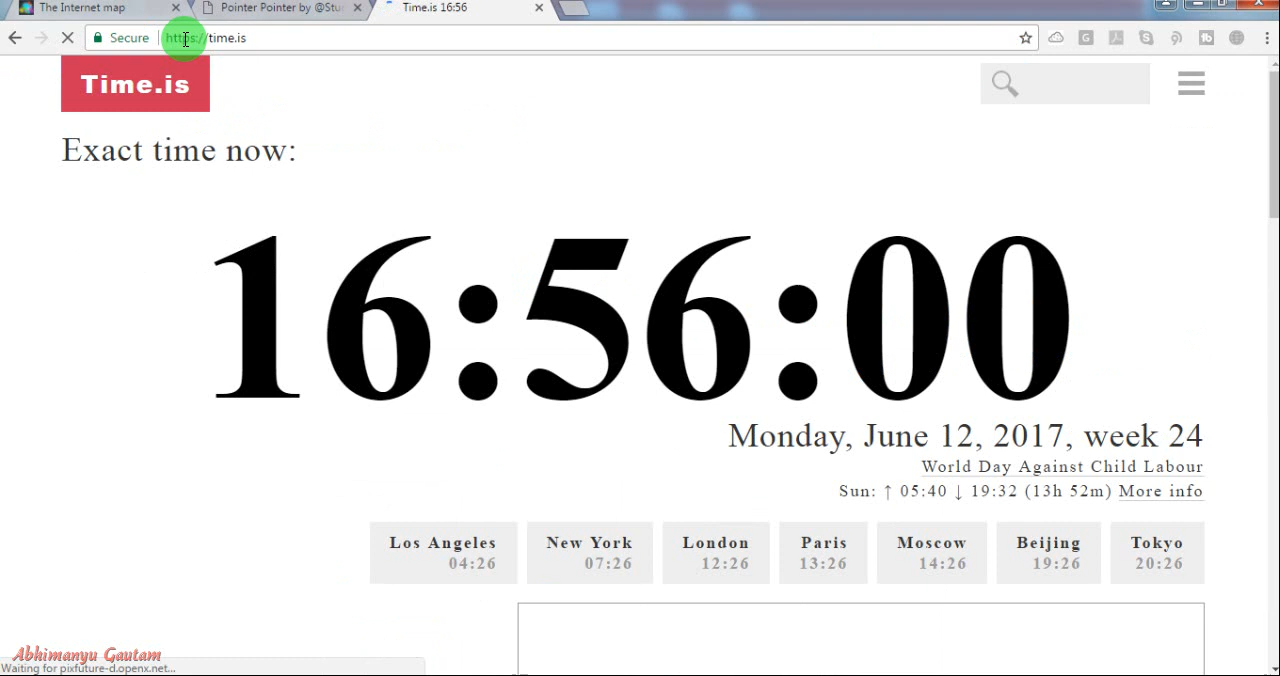 The Internet map
Pointer Pointer by @Stu
Time.is 16:56
Secure
https://time.is
Time.is
Exact time now:
16:56:00
Monday, June 12, 2017, week 24
World Day Against Child Labour
Sun: ↑ 05:40 ↓ 19:32 (13h 52m) More info
Los Angeles
04:26
New York
07:26
London
12:26
Paris
13:26
Moscow
14:26
Beijing
19:26
Tokyo
20:26
Abhimanyu Gautam
Waiting for pixfuture-d.openx.net...